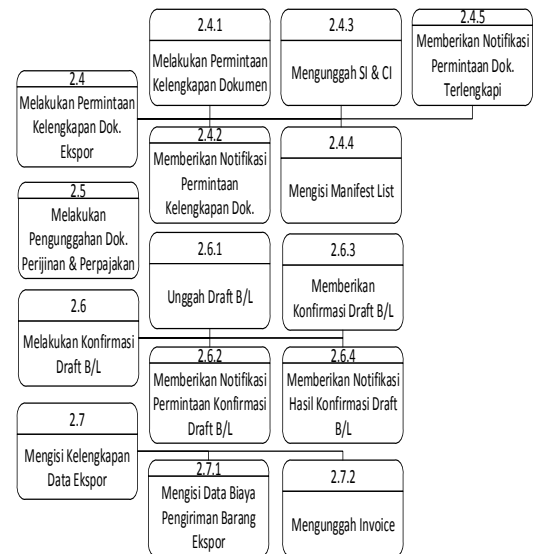 2.4.1
Melakukan Permintaan
Kelengkapan Dokumen
2.4.3
Mengunggah SI & CI
2.4.5
Memberikan Notifikasi
Permintaan Dok.
Terlengkapi
2.4
Melakukan Permintaan
Kelengkapan Dok.
Ekspor
2.4.2
Memberikan Notifikasi
Permintaan
Kelengkapan Dok.
2.4.4
Mengisi Manifest List
2.5
Melakukan
Pengunggahan Dok.
Perijinan & Perpajakan
2.6.1
Unggah Draft B/L
2.6.3
Memberikan
Konfirmasi Draft B/L
2.6
Melakukan Konfirmasi
Draft B/L
2.6.2
Memberikan Notifikasi
Permintaan Konfirmasi
Draft B/L
2.6.4
Memberikan Notifikasi
Hasil Konfirmasi Draft
B/L
2.7
Mengisi Kelengkapan
Data Ekspor
2.7.1
Mengisi Data Biaya
Pengiriman Barang
Ekspor
2.7.2
Mengunggah Invoice